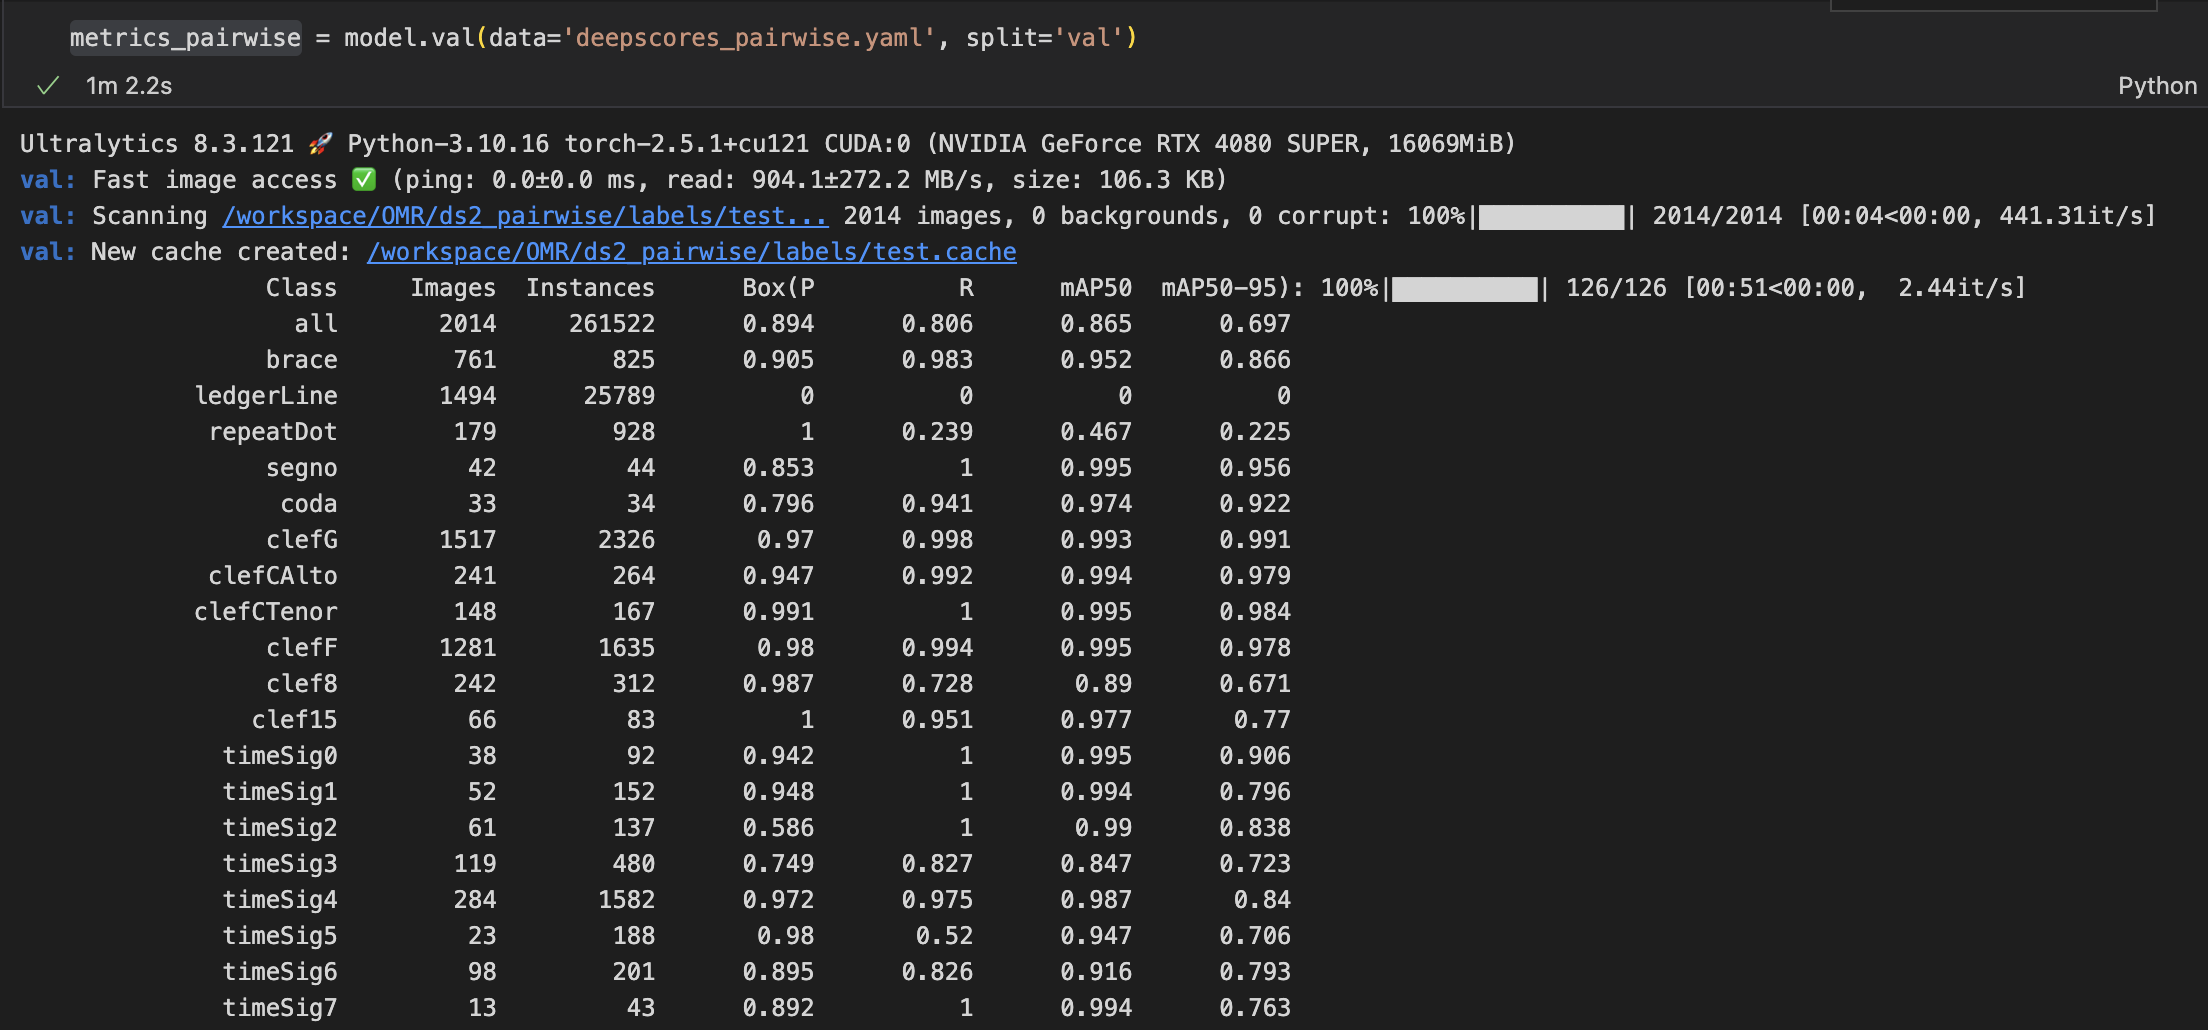 metrics_pairwise = model.val(data='deepscores_pairwise.yaml', split='val')
✓ 1m 2.2s Python
Ultralytics 8.3.121 🚀 Python-3.10.16 torch-2.5.1+cu121 CUDA:0 (NVIDIA GeForce RTX 4080 SUPER, 16069MiB)
val: Fast image access ✅ (ping: 0.0±0.0 ms, read: 904.1±272.2 MB/s, size: 106.3 KB)
val: Scanning /workspace/OMR/ds2_pairwise/labels/test... 2014 images, 0 backgrounds, 0 corrupt: 100%|██████████| 2014/2014 [00:04<00:00, 441.31it/s]
val: New cache created: /workspace/OMR/ds2_pairwise/labels/test.cache
Class Images Instances Box(P R mAP50 mAP50-95): 100%|██████████| 126/126 [00:51<00:00, 2.44it/s]
all 2014 261522 0.894 0.806 0.865 0.697
brace 761 825 0.905 0.983 0.952 0.866
ledgerLine 1494 25789 0 0 0 0
repeatDot 179 928 1 0.239 0.467 0.225
segno 42 44 0.853 1 0.995 0.956
coda 33 34 0.796 0.941 0.974 0.922
clefG 1517 2326 0.97 0.998 0.993 0.991
clefCAlto 241 264 0.947 0.992 0.994 0.979
clefCTenor 148 167 0.991 1 0.995 0.984
clefF 1281 1635 0.98 0.994 0.995 0.978
clef8 242 312 0.987 0.728 0.89 0.671
clef15 66 83 1 0.951 0.977 0.77
timeSig0 38 92 0.942 1 0.995 0.906
timeSig1 52 152 0.948 1 0.994 0.796
timeSig2 61 137 0.586 1 0.99 0.838
timeSig3 119 480 0.749 0.827 0.847 0.723
timeSig4 284 1582 0.972 0.975 0.987 0.84
timeSig5 23 188 0.98 0.52 0.947 0.706
timeSig6 98 201 0.895 0.826 0.916 0.793
timeSig7 13 43 0.892 1 0.994 0.763